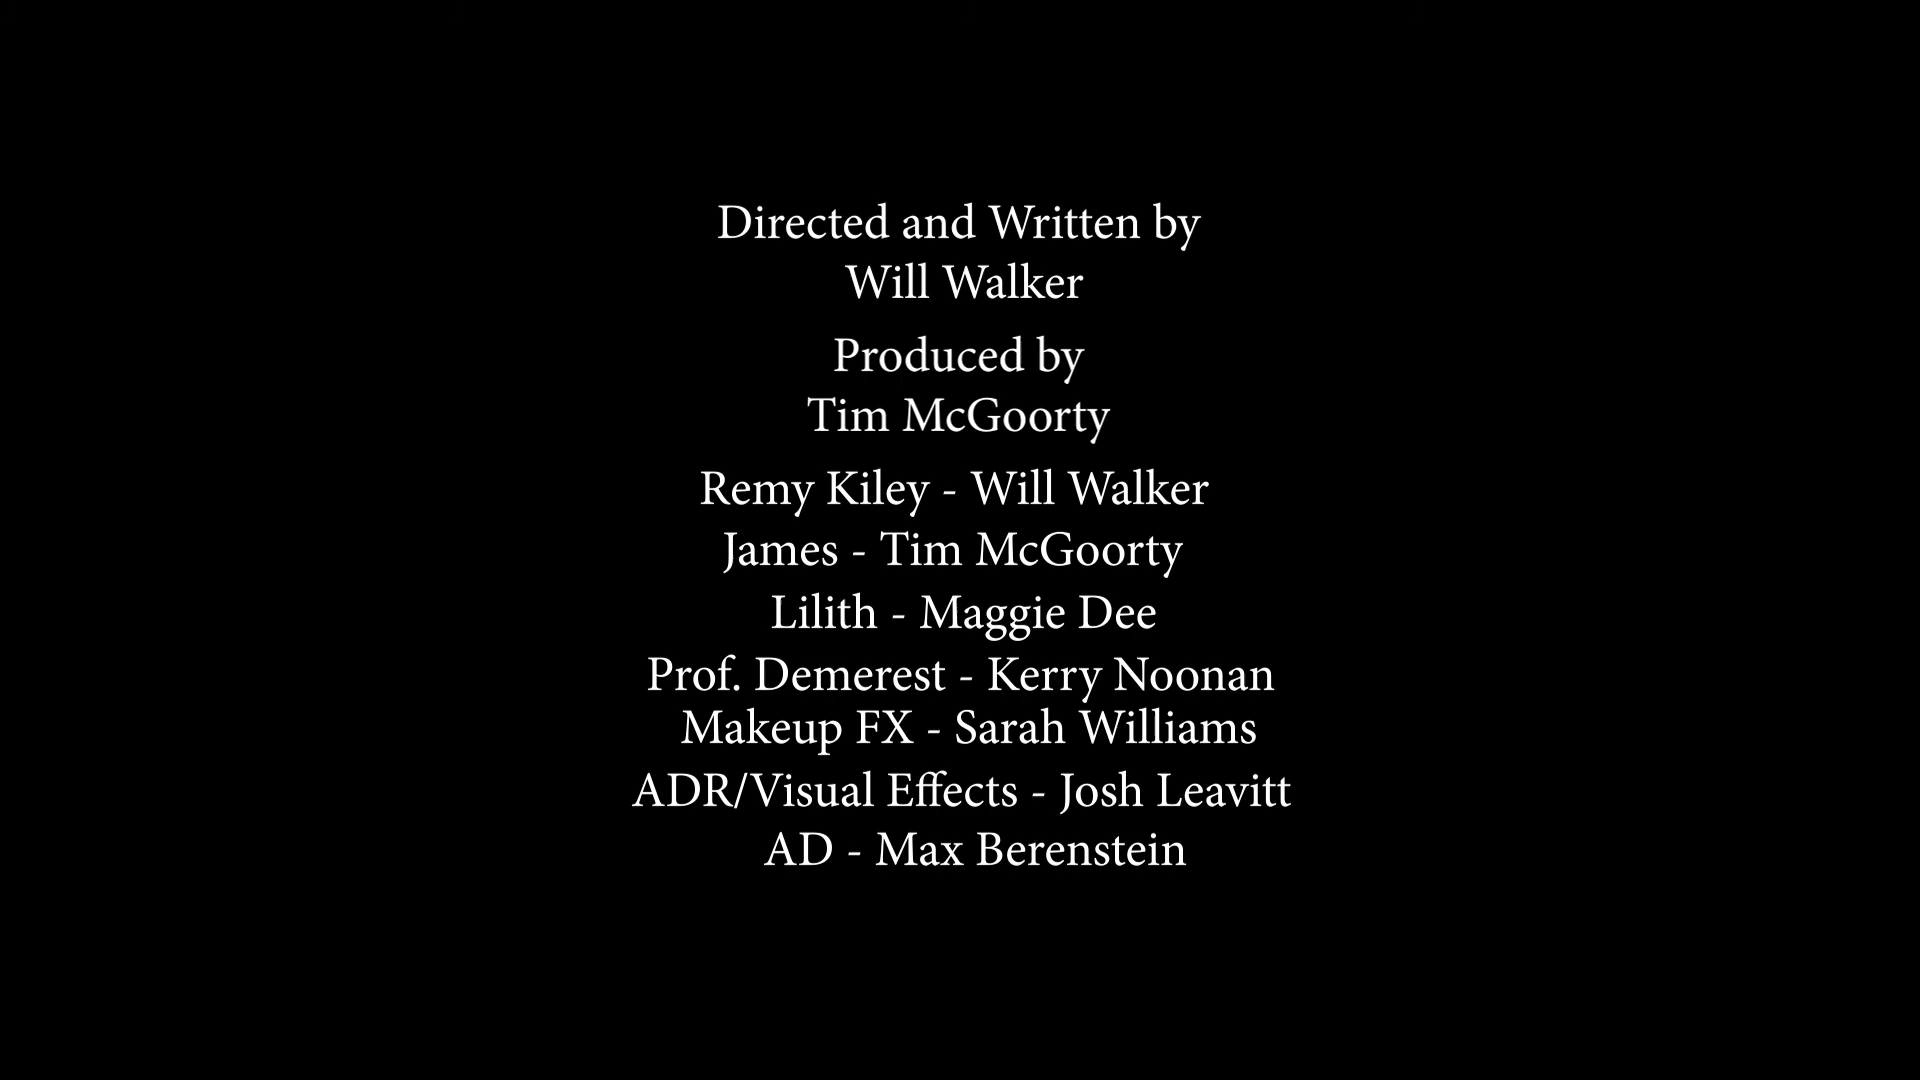 Directed and Written by
Will Walker
Produced by
Tim McGoorty
Remy Kiley - Will Walker
James - Tim McGoorty
Lilith - Maggie Dee
Prof. Demerest - Kerry Noonan
Makeup FX - Sarah Williams
ADR/Visual Effects - Josh Leavitt
AD - Max Berenstein